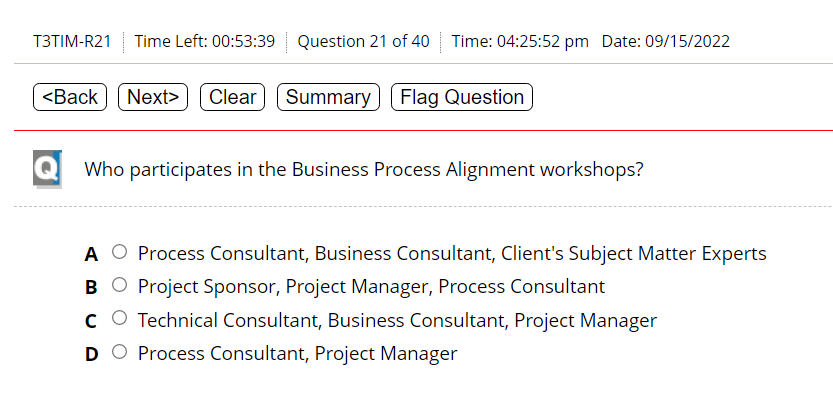 T3TIM-R21 Time Left: 00:53:39 Question 21 of 40 Time: 04:25:52 pm Date: 09/15/2022
<Back Next> Clear Summary Flag Question
Q Who participates in the Business Process Alignment workshops?
A Process Consultant, Business Consultant, Client's Subject Matter Experts
B Project Sponsor, Project Manager, Process Consultant
C Technical Consultant, Business Consultant, Project Manager
D Process Consultant, Project Manager